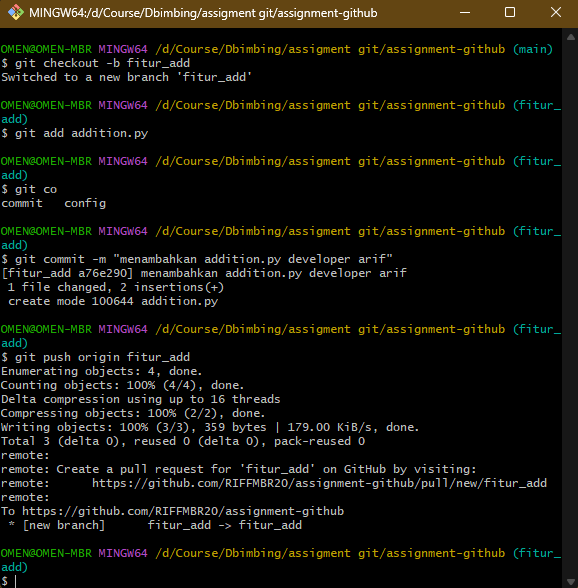 MINGW64:/d/Course/Dbimbing/assigment git/assignment-github
OMEN@OMEN-MBR MINGW64 /d/Course/Dbimbing/assigment git/assignment-github (main)
$ git checkout -b fitur_add
Switched to a new branch 'fitur_add'
OMEN@OMEN-MBR MINGW64 /d/Course/Dbimbing/assigment git/assignment-github (fitur_
add)
$ git add addition.py
OMEN@OMEN-MBR MINGW64 /d/Course/Dbimbing/assigment git/assignment-github (fitur_
add)
$ git co
commit   config
OMEN@OMEN-MBR MINGW64 /d/Course/Dbimbing/assigment git/assignment-github (fitur_
add)
$ git commit -m "menambahkan addition.py developer arif"
[fitur_add a76e290] menambahkan addition.py developer arif
 1 file changed, 2 insertions(+)
 create mode 100644 addition.py
OMEN@OMEN-MBR MINGW64 /d/Course/Dbimbing/assigment git/assignment-github (fitur_
add)
$ git push origin fitur_add
Enumerating objects: 4, done.
Counting objects: 100% (4/4), done.
Delta compression using up to 16 threads
Compressing objects: 100% (2/2), done.
Writing objects: 100% (3/3), 359 bytes | 179.00 KiB/s, done.
Total 3 (delta 0), reused 0 (delta 0), pack-reused 0
remote:
remote: Create a pull request for 'fitur_add' on GitHub by visiting:
remote:      https://github.com/RIFFMBR20/assignment-github/pull/new/fitur_add
remote:
To https://github.com/RIFFMBR20/assignment-github
 * [new branch]      fitur_add -> fitur_add
OMEN@OMEN-MBR MINGW64 /d/Course/Dbimbing/assigment git/assignment-github (fitur_
add)
$